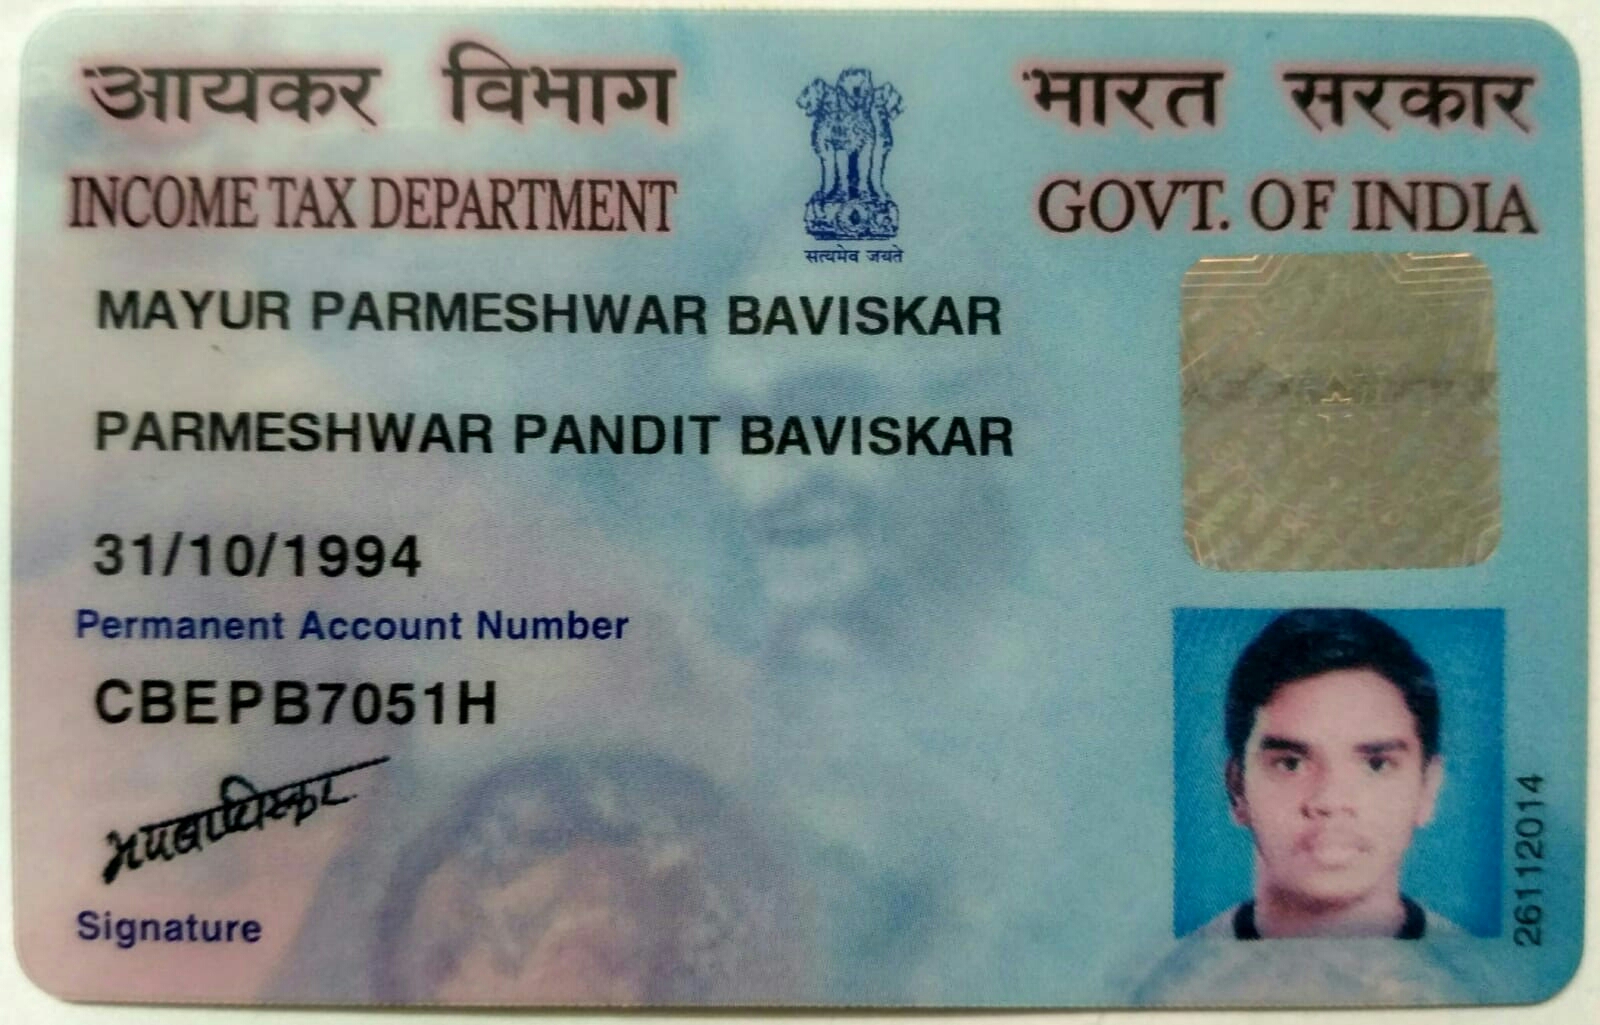 आयकर विभाग
INCOME TAX DEPARTMENT
सत्यमेव जयते
भारत सरकार
GOVT. OF INDIA
MAYUR PARMESHWAR BAVISKAR
PARMESHWAR PANDIT BAVISKAR
31/10/1994
Permanent Account Number
CBEPB7051H
Signature
26112014